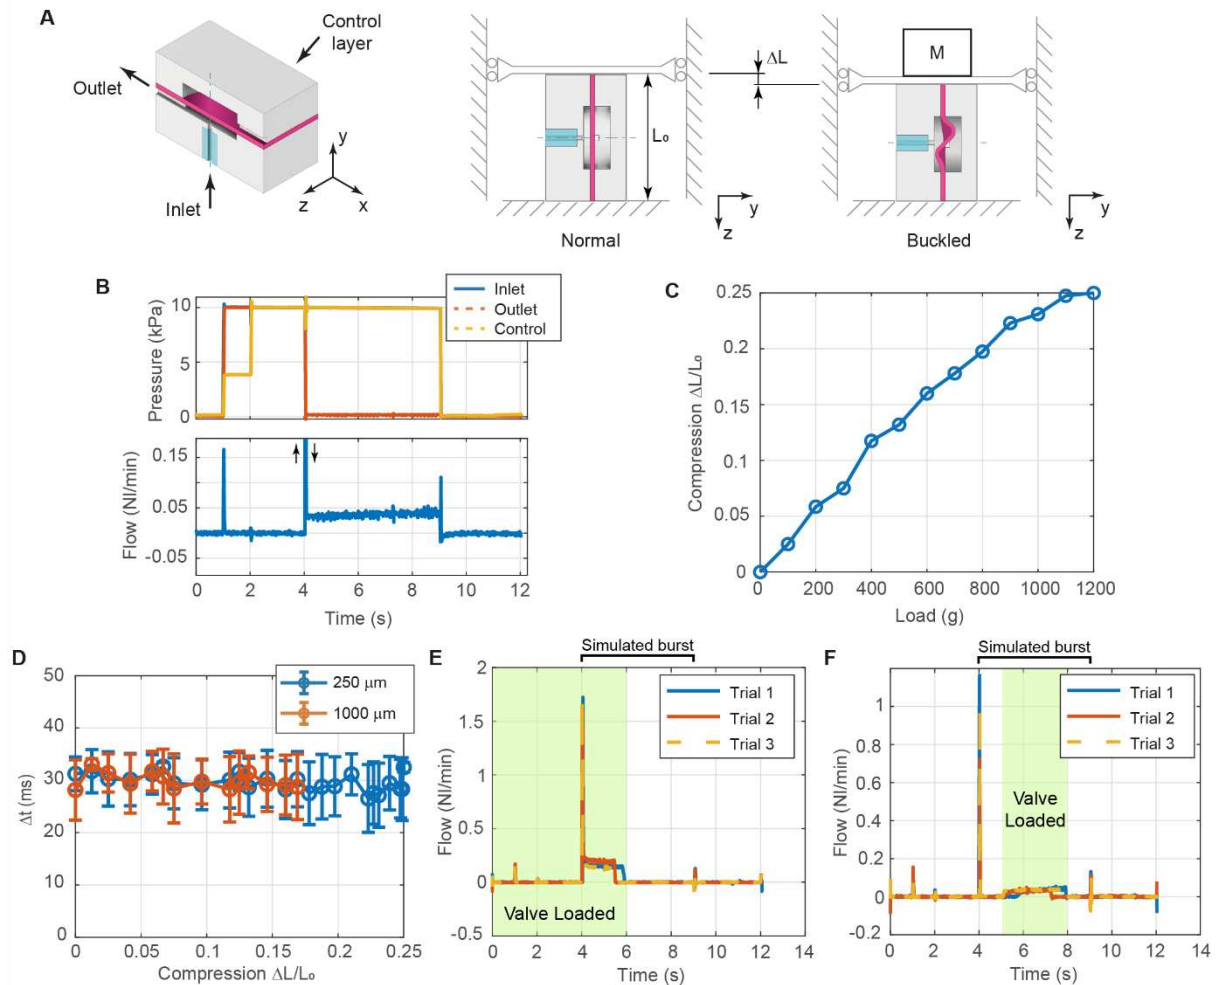 A
Control
layer
Outlet
Inlet
y
z
x
L₀
ΔL
M
y
z
Normal
y
z
Buckled
B
Inlet
Outlet
Control
Pressure (kPa)
10
5
0
Flow (Nl/min)
0.15
0.05
-0.05
0
2
4
6
8
10
12
Time (s)
C
Compression ΔL/L₀
0.25
0.20
0.15
0.10
0.05
0
200
400
600
800
1000
1200
Load (g)
D
250 μm
1000 μm
Δt (ms)
50
40
30
20
10
0
0
0.05
0.10
0.15
0.2
0.25
Compression ΔL/L₀
E
Simulated burst
Trial 1
Trial 2
Trial 3
Flow (Nl/min)
2
1.5
1
0.5
0
-0.5
Valve Loaded
0
2
4
6
8
10
12
14
Time (s)
F
Simulated burst
Trial 1
Trial 2
Trial 3
Valve
Loaded
Flow (Nl/min)
1
0.8
0.6
0.4
0.2
0
-0.2
0
2
4
6
8
10
12
14
Time (s)